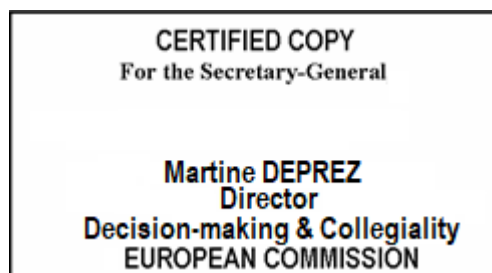 CERTIFIED COPY
For the Secretary-General
Martine DEPREZ
Director
Decision-making & Collegiality
EUROPEAN COMMISSION